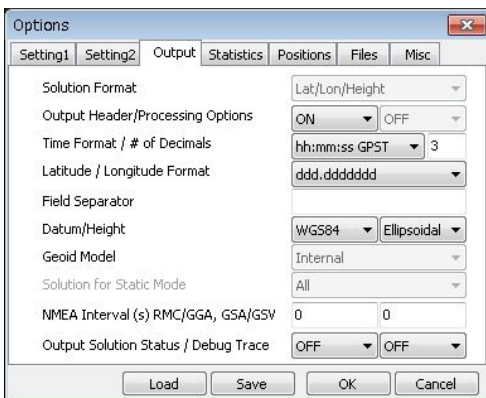 Options
Setting1 Setting2 Output Statistics Positions Files Misc
Solution Format Lat/Lon/Height
Output Header/Processing Options ON OFF
Time Format / # of Decimals hh:mm:ss GPST 3
Latitude / Longitude Format ddd.ddddddd
Field Separator
Datum/Height WGS84 Ellipsoidal
Geoid Model Internal
Solution for Static Mode All
NMEA Interval (s) RMC/GGA, GSA/GSV 0 0
Output Solution Status / Debug Trace OFF OFF
Load Save OK Cancel